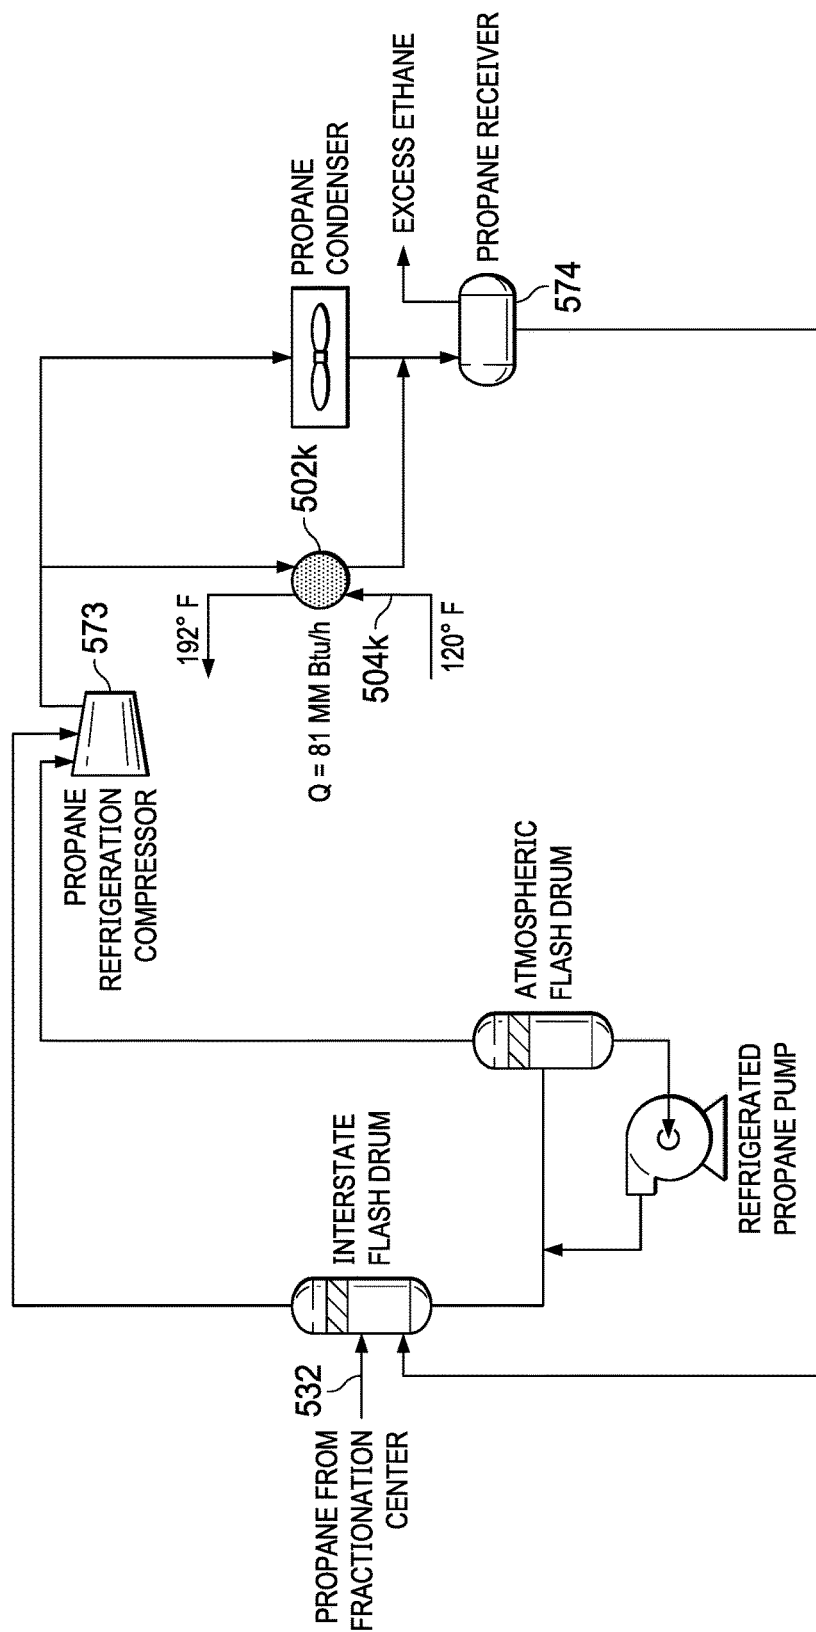 PROPANE FROM
FRACTIONATION
CENTER
532
INTERSTATE
FLASH DRUM
REFRIGERATED
PROPANE PUMP
ATMOSPHERIC
FLASH DRUM
PROPANE
REFRIGERATION
COMPRESSOR
573
Q = 81 MM Btu/h
192° F
504k
120° F
502k
PROPANE
CONDENSER
EXCESS ETHANE
PROPANE RECEIVER
574